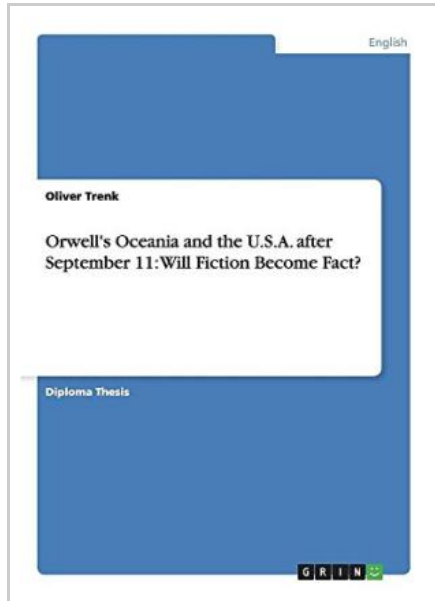 English
Oliver Trenk
Orwell's Oceania and the U.S.A. after
September 11: Will Fiction Become Fact?
Diploma Thesis
GRIN